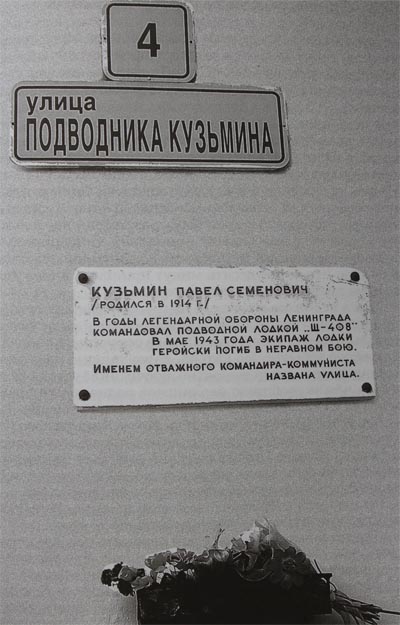 4
улица
ПОДВОДНИКА КУЗЬМИНА
КУЗЬМИН ПАВЕЛ СЕМЕНОВИЧ
/РОДИЛСЯ В 1914 Г./
В ГОДЫ ЛЕГЕНДАРНОЙ ОБОРОНЫ ЛЕНИНГРАДА
КОМАНДОВАЛ ПОДВОДНОЙ ЛОДКОЙ „Щ-408"
В МАЕ 1943 ГОДА ЭКИПАЖ ЛОДКИ
ГЕРОЙСКИ ПОГИБ В НЕРАВНОМ БОЮ.
ИМЕНЕМ ОТВАЖНОГО КОМАНДИРА-КОММУНИСТА
НАЗВАНА УЛИЦА.